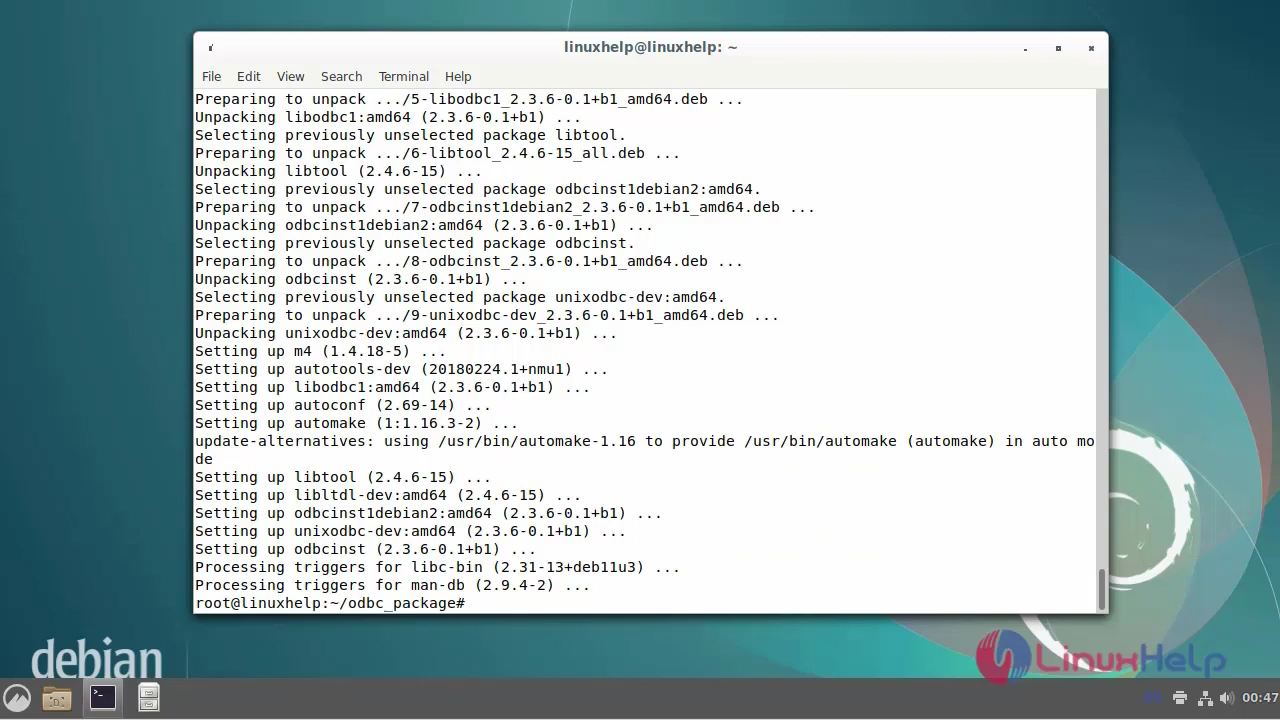 linuxhelp@linuxhelp: ~
File Edit View Search Terminal Help
Preparing to unpack .../5-libodbc1_2.3.6-0.1+b1_amd64.deb ...
Unpacking libodbc1:amd64 (2.3.6-0.1+b1) ...
Selecting previously unselected package libtool.
Preparing to unpack .../6-libtool_2.4.6-15_all.deb ...
Unpacking libtool (2.4.6-15) ...
Selecting previously unselected package odbcinst1debian2:amd64.
Preparing to unpack .../7-odbcinst1debian2_2.3.6-0.1+b1_amd64.deb ...
Unpacking odbcinst1debian2:amd64 (2.3.6-0.1+b1) ...
Selecting previously unselected package odbcinst.
Preparing to unpack .../8-odbcinst_2.3.6-0.1+b1_amd64.deb ...
Unpacking odbcinst (2.3.6-0.1+b1) ...
Selecting previously unselected package unixodbc-dev:amd64.
Preparing to unpack .../9-unixodbc-dev_2.3.6-0.1+b1_amd64.deb ...
Unpacking unixodbc-dev:amd64 (2.3.6-0.1+b1) ...
Setting up m4 (1.4.18-5) ...
Setting up autotools-dev (20180224.1+nmu1) ...
Setting up libodbc1:amd64 (2.3.6-0.1+b1) ...
Setting up autoconf (2.69-14) ...
Setting up automake (1:1.16.3-2) ...
update-alternatives: using /usr/bin/automake-1.16 to provide /usr/bin/automake (automake) in auto mo
de
Setting up libtool (2.4.6-15) ...
Setting up libltdl-dev:amd64 (2.4.6-15) ...
Setting up odbcinst1debian2:amd64 (2.3.6-0.1+b1) ...
Setting up unixodbc-dev:amd64 (2.3.6-0.1+b1) ...
Setting up odbcinst (2.3.6-0.1+b1) ...
Processing triggers for libc-bin (2.31-13+deb11u3) ...
Processing triggers for man-db (2.9.4-2) ...
root@linuxhelp:~/odbc_package#
debian
LinuxHelp
00:47